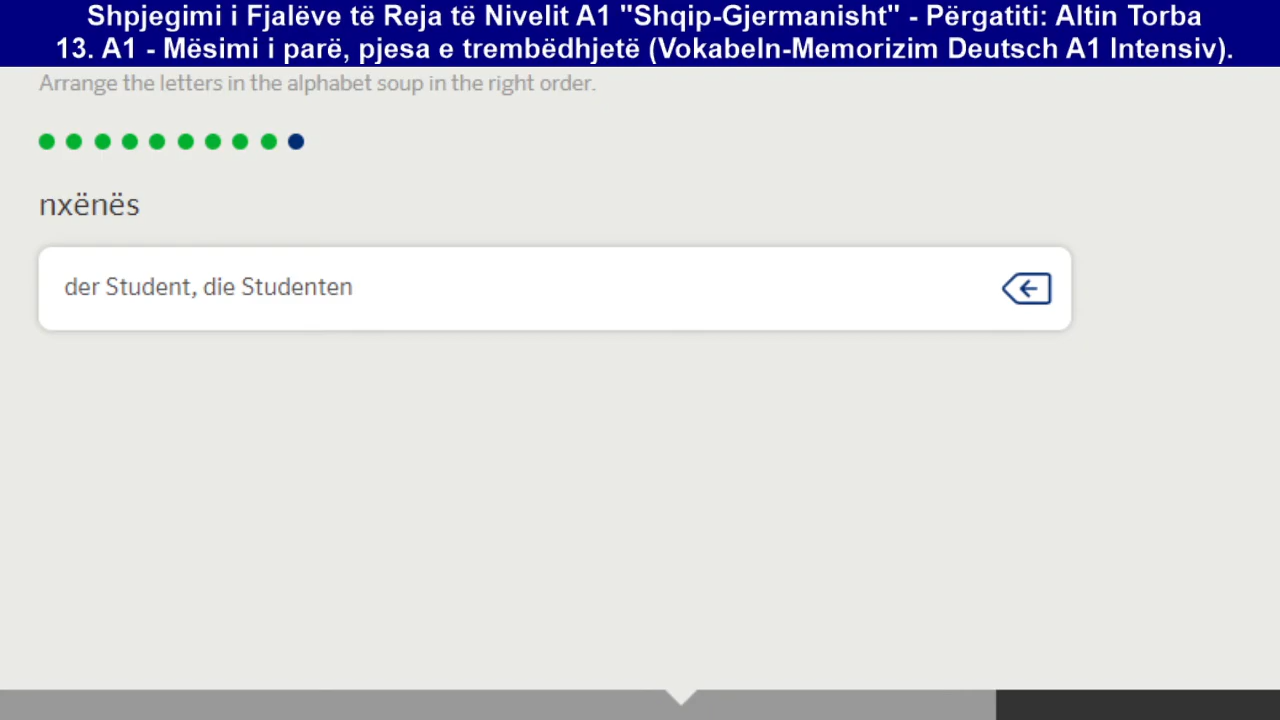 Shpjegimi i Fjalëve të Reja të Nivelit A1 "Shqip-Gjermanisht" - Përgatiti: Altin Torba
13. A1 - Mësimi i parë, pjesa e trembëdhjetë (Vokabeln-Memorizim Deutsch A1 Intensiv).
Arrange the letters in the alphabet soup in the right order.
nxënës
der Student, die Studenten